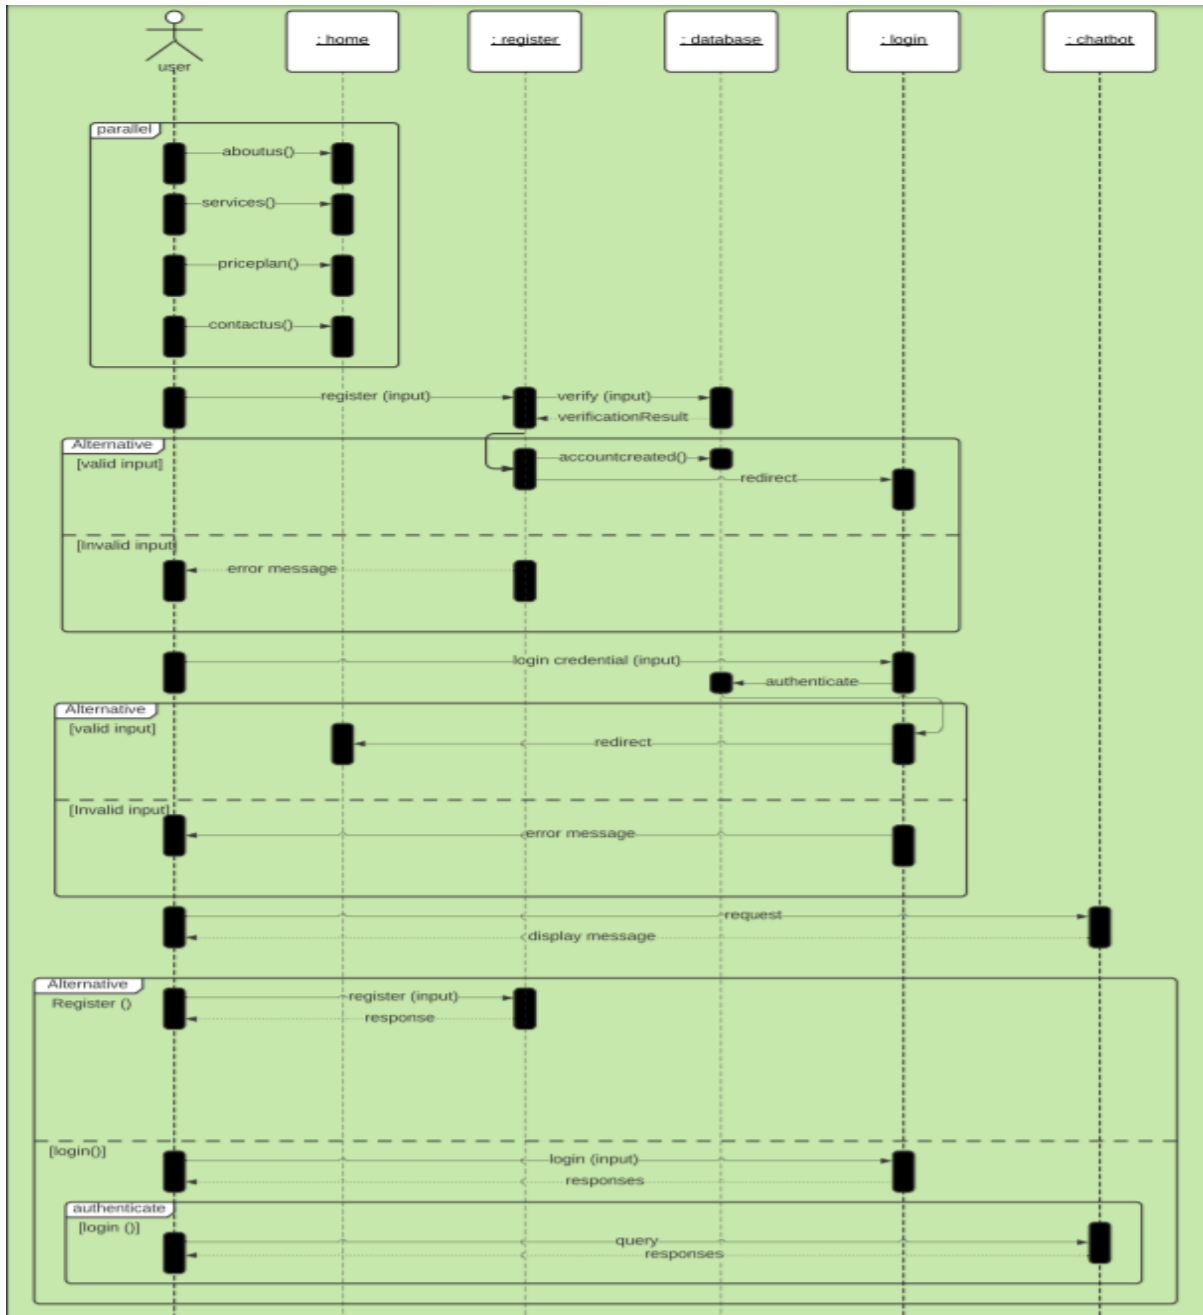 user
: home
: register
: database
: login
: chatbot
parallel
aboutus()
services()
priceplan()
contactus()
register (input)
verify (input)
verificationResult
Alternative
[valid input]
accountcreated()
redirect
[Invalid input]
error message
login credential (input)
authenticate
Alternative
[valid input]
redirect
[Invalid input]
error message
request
display message
Alternative
Register ()
register (input)
response
[login()]
login (input)
responses
authenticate
[login ()]
query
responses